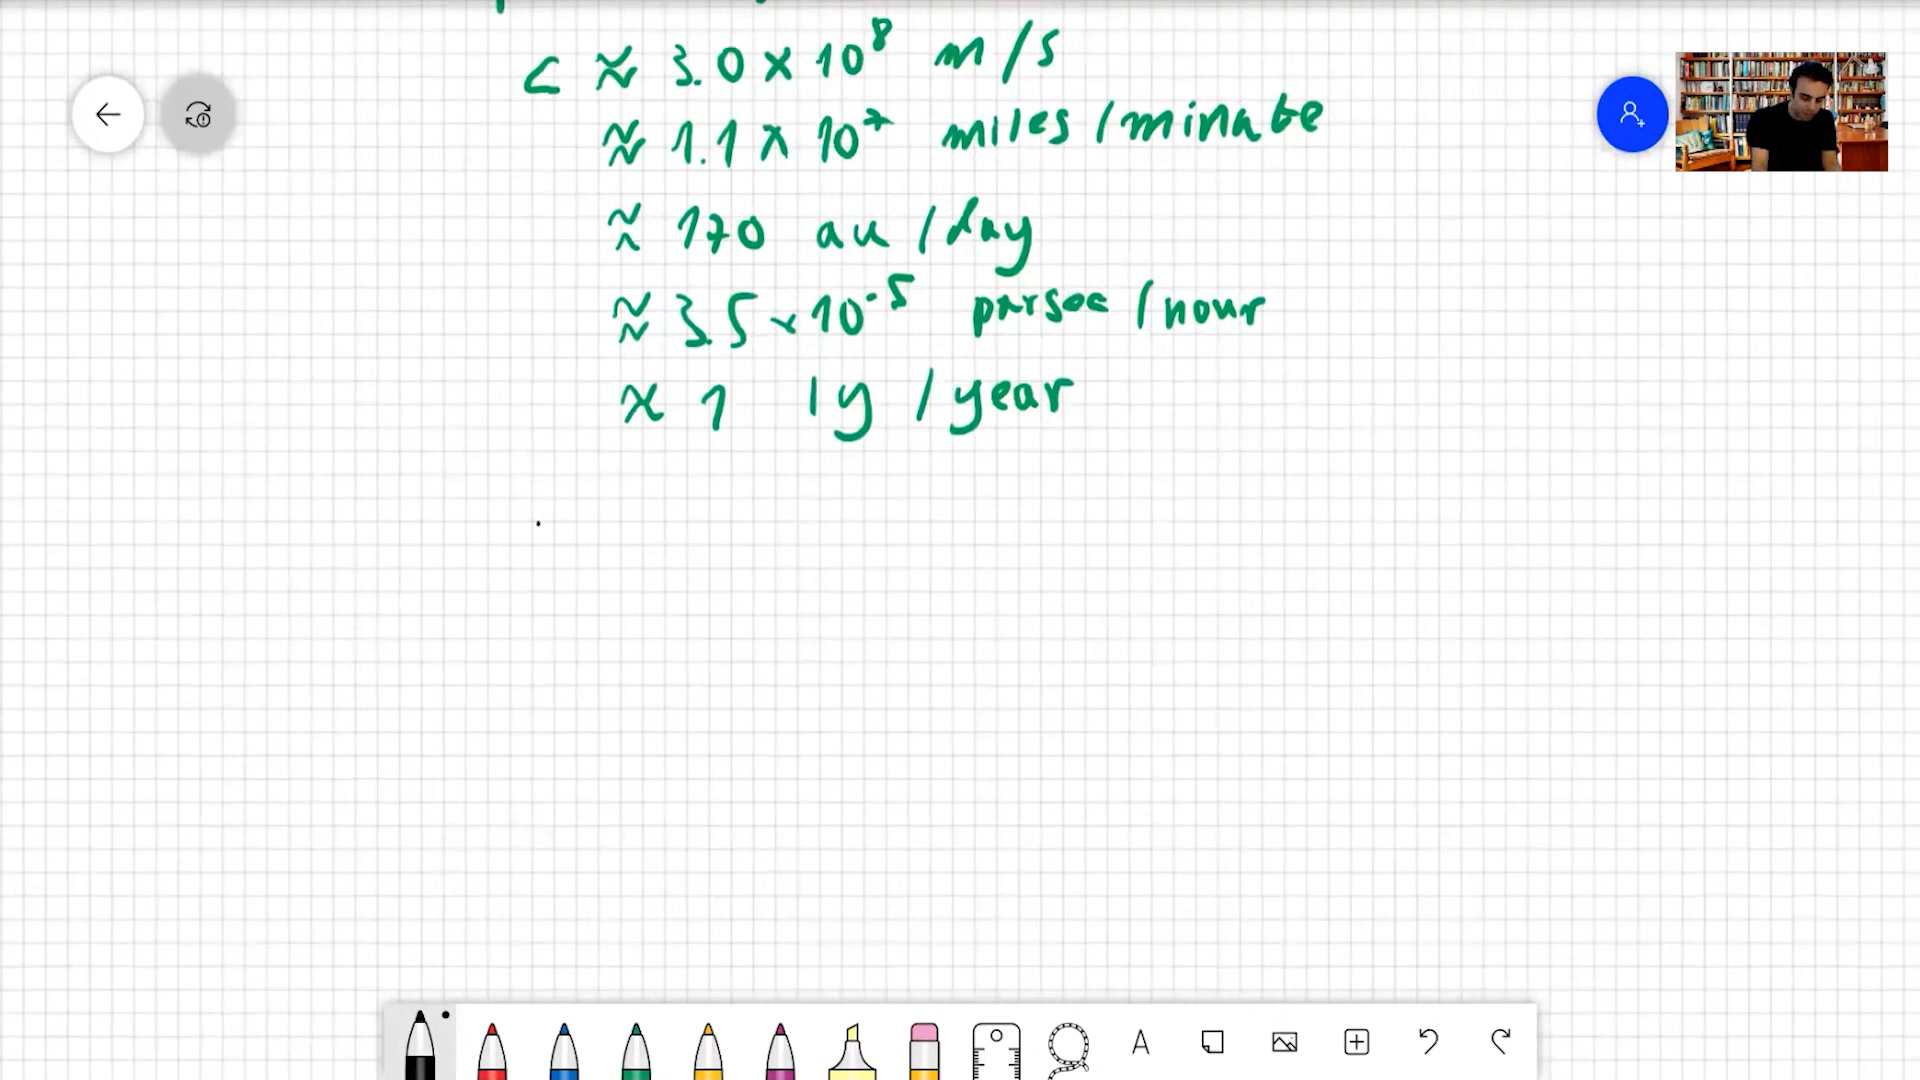 c ≈ 3.0 × 10⁸ m/s
≈ 1.1 × 10⁷ miles/minute
≈ 170 au/day
≈ 3.5 × 10⁻⁵ parsec/hour
≈ 1 ly/year
A